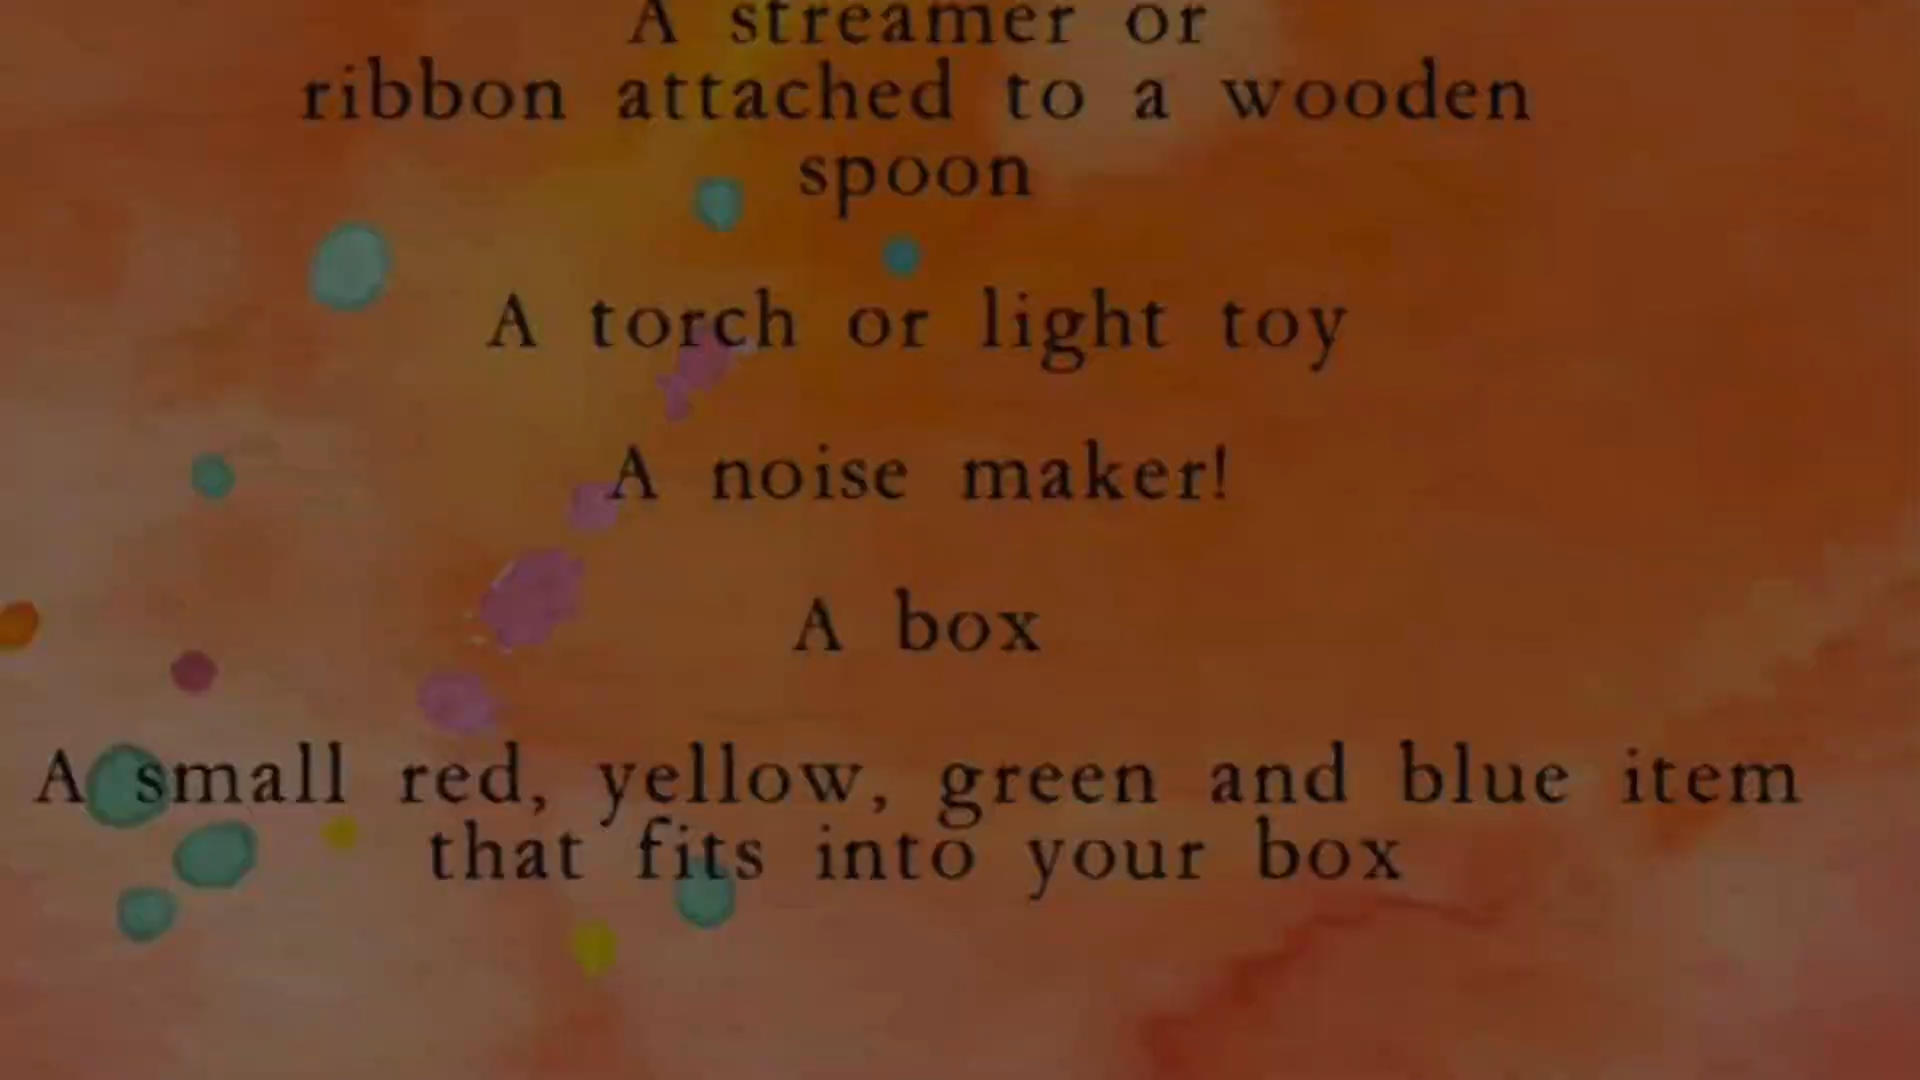 A streamer or
ribbon attached to a wooden
spoon
A torch or light toy
A noise maker!
A box
A small red, yellow, green and blue item
that fits into your box